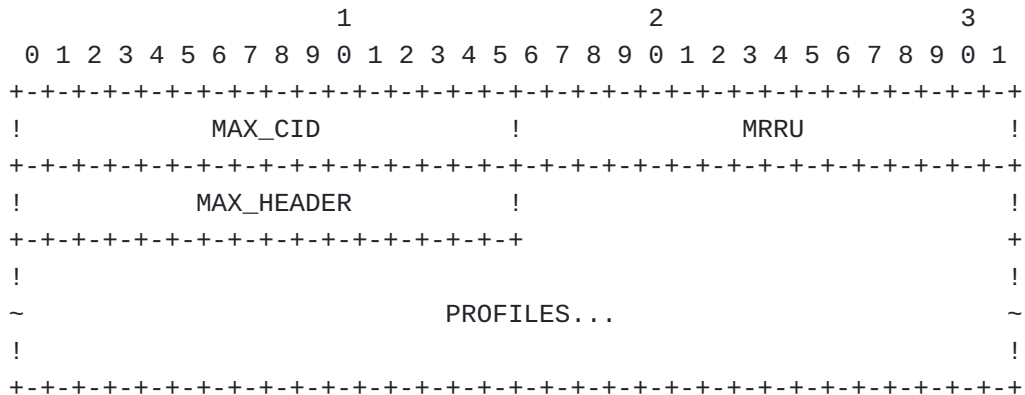 1                   2                   3
 0 1 2 3 4 5 6 7 8 9 0 1 2 3 4 5 6 7 8 9 0 1 2 3 4 5 6 7 8 9 0 1
+-+-+-+-+-+-+-+-+-+-+-+-+-+-+-+-+-+-+-+-+-+-+-+-+-+-+-+-+-+-+-+-+
!            MAX_CID            !              MRRU             !
+-+-+-+-+-+-+-+-+-+-+-+-+-+-+-+-+-+-+-+-+-+-+-+-+-+-+-+-+-+-+-+-+
!           MAX_HEADER          !                               !
+-+-+-+-+-+-+-+-+-+-+-+-+-+-+-+-+                               +
!                                                               !
~                           PROFILES...                         ~
!                                                               !
+-+-+-+-+-+-+-+-+-+-+-+-+-+-+-+-+-+-+-+-+-+-+-+-+-+-+-+-+-+-+-+-+